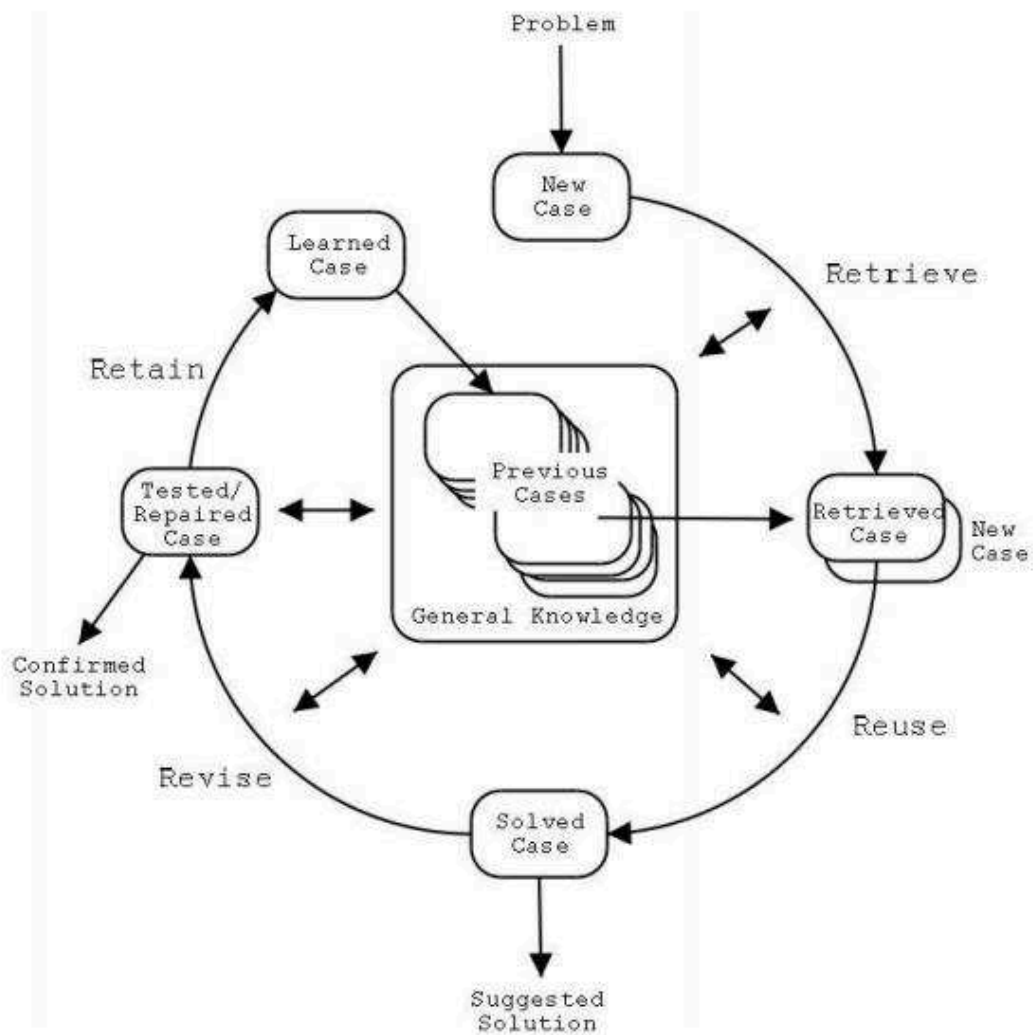 Problem
New
Case
Learned
Case
Retrieve
Retain
Previous
Cases
Tested/
Repaired
Case
Retrieved
Case
New
Case
General Knowledge
Confirmed
Solution
Reuse
Revise
Solved
Case
Suggested
Solution